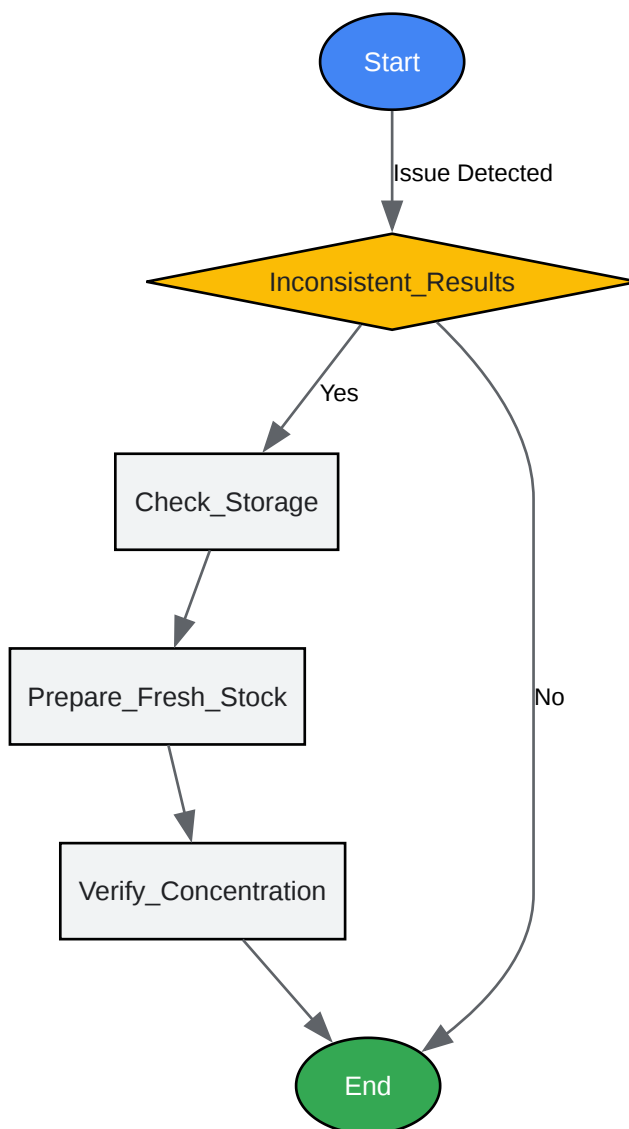 Start
Issue Detected
Inconsistent_Results
Yes
Check_Storage
Prepare_Fresh_Stock
No
Verify_Concentration
End